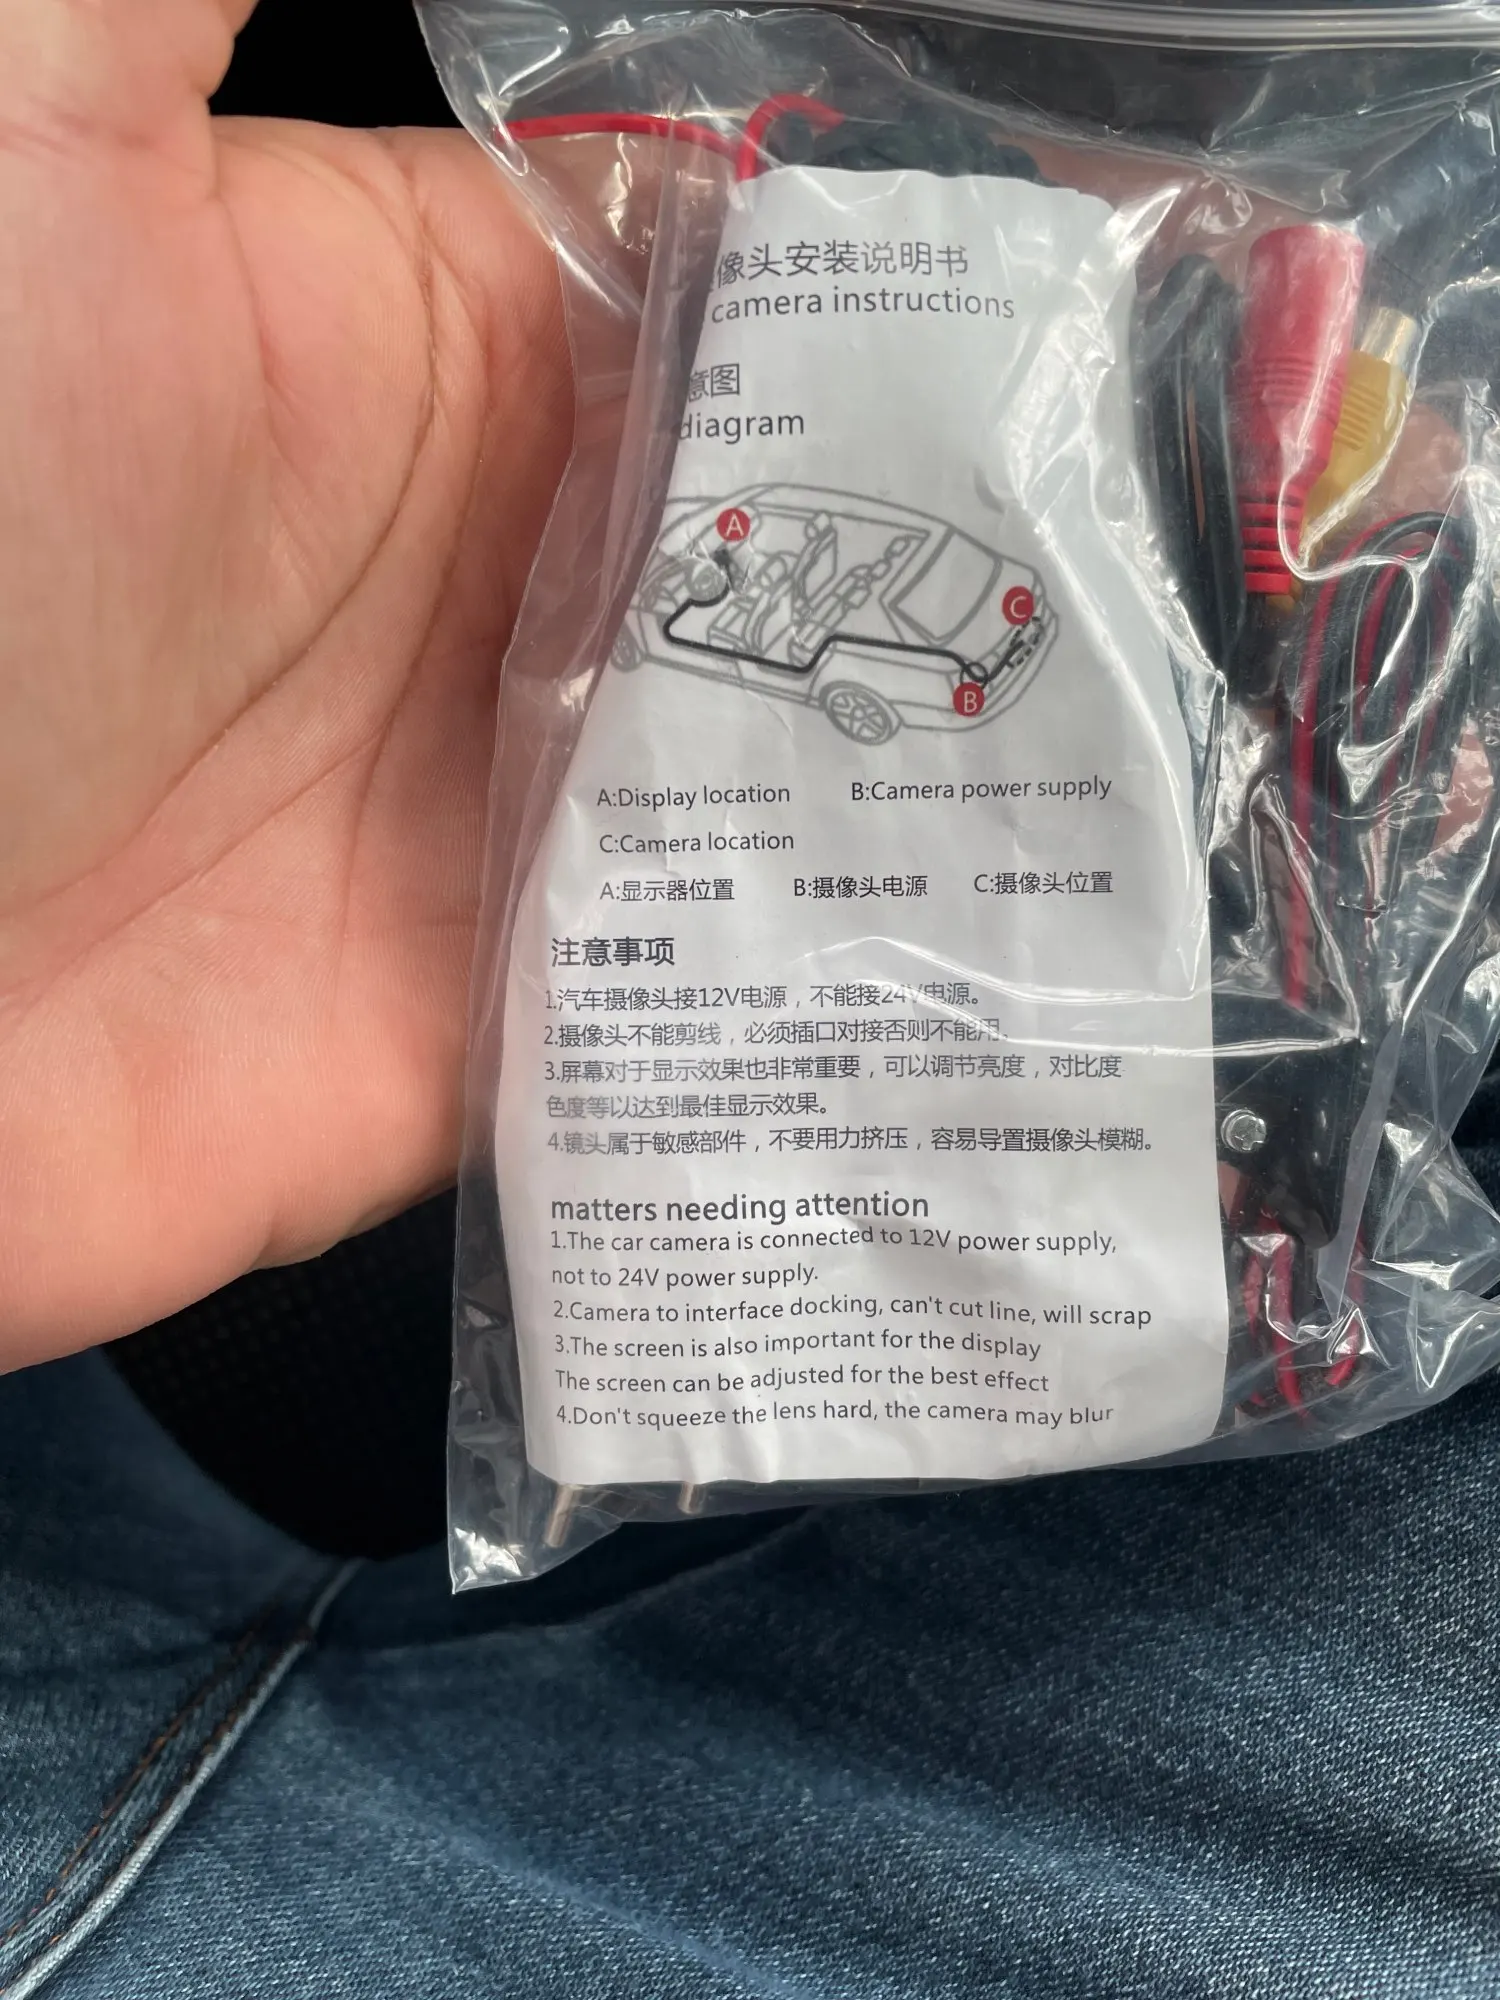 像头安装说明书
camera instructions
意图
diagram
A
C
B
A:Display location B:Camera power supply
C:Camera location
A:显示器位置 B:摄像头电源 C:摄像头位置
注意事项
1.汽车摄像头接12V电源，不能接24V电源。
2.摄像头不能剪线，必须插口对接否则不能用。
3.屏幕对于显示效果也非常重要，可以调节亮度，对比度
色度等以达到最佳显示效果。
4.镜头属于敏感部件，不要用力挤压，容易导置摄像头模糊。
matters needing attention
1.The car camera is connected to 12V power supply,
not to 24V power supply.
2.Camera to interface docking, can't cut line, will scrap
3.The screen is also important for the display
The screen can be adjusted for the best effect
4.Don't squeeze the lens hard, the camera may blur